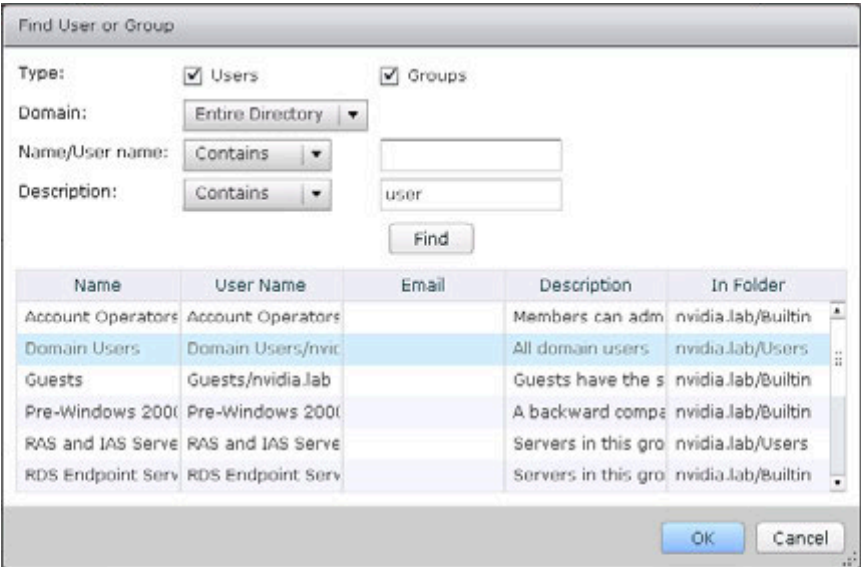 Find User or Group
Type: Users Groups
Domain: Entire Directory
Name/User name: Contains
Description: Contains user
Find
Name User Name Email Description In Folder
Account Operators Account Operators Members can adm nvidia.lab/Builtin
Domain Users Domain Users/nvic All domain users nvidia.lab/Users
Guests Guests/nvidia.lab Guests have the s nvidia.lab/Builtin
Pre-Windows 200( Pre-Windows 200( A backward compa nvidia.lab/Builtin
RAS and IAS Serve RAS and IAS Serve Servers in this gro nvidia.lab/Users
RDS Endpoint Serv RDS Endpoint Serv Servers in this gro nvidia.lab/Builtin
OK Cancel